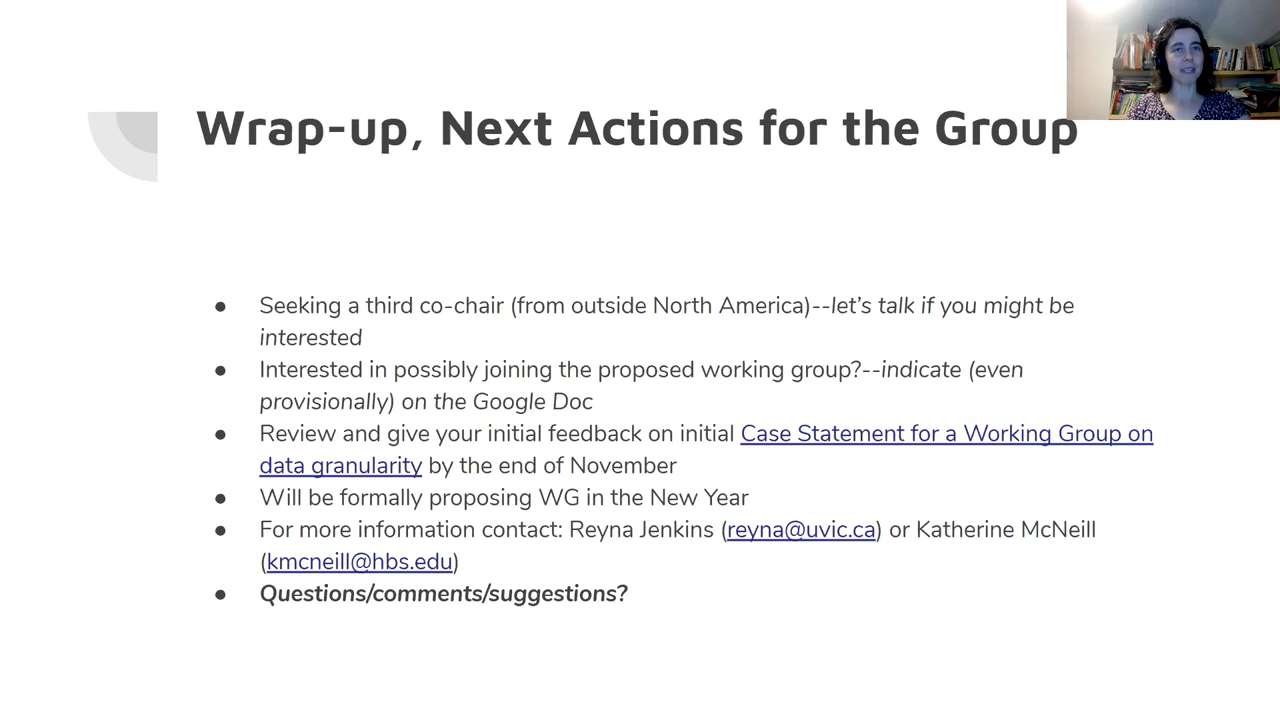 Wrap-up, Next Actions for the Group
● Seeking a third co-chair (from outside North America)--let's talk if you might be
interested
● Interested in possibly joining the proposed working group?--indicate (even
provisionally) on the Google Doc
● Review and give your initial feedback on initial Case Statement for a Working Group on
data granularity by the end of November
● Will be formally proposing WG in the New Year
● For more information contact: Reyna Jenkins (reyna@uvic.ca) or Katherine McNeill
(kmcneill@hbs.edu)
● Questions/comments/suggestions?